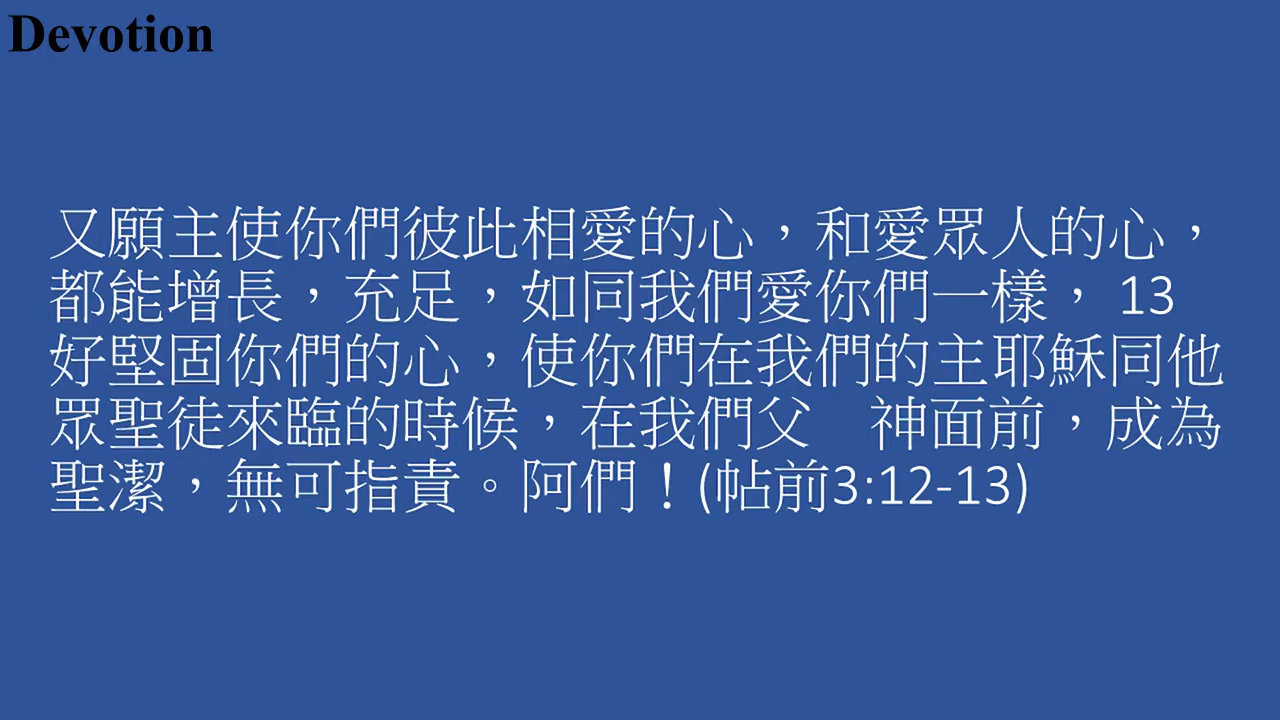 Devotion
又願主使你們彼此相愛的心，和愛眾人的心，
都能增長，充足，如同我們愛你們一樣， 13
好堅固你們的心，使你們在我們的主耶穌同他
眾聖徒來臨的時候，在我們父　神面前，成為
聖潔，無可指責。阿們！(帖前3:12-13)